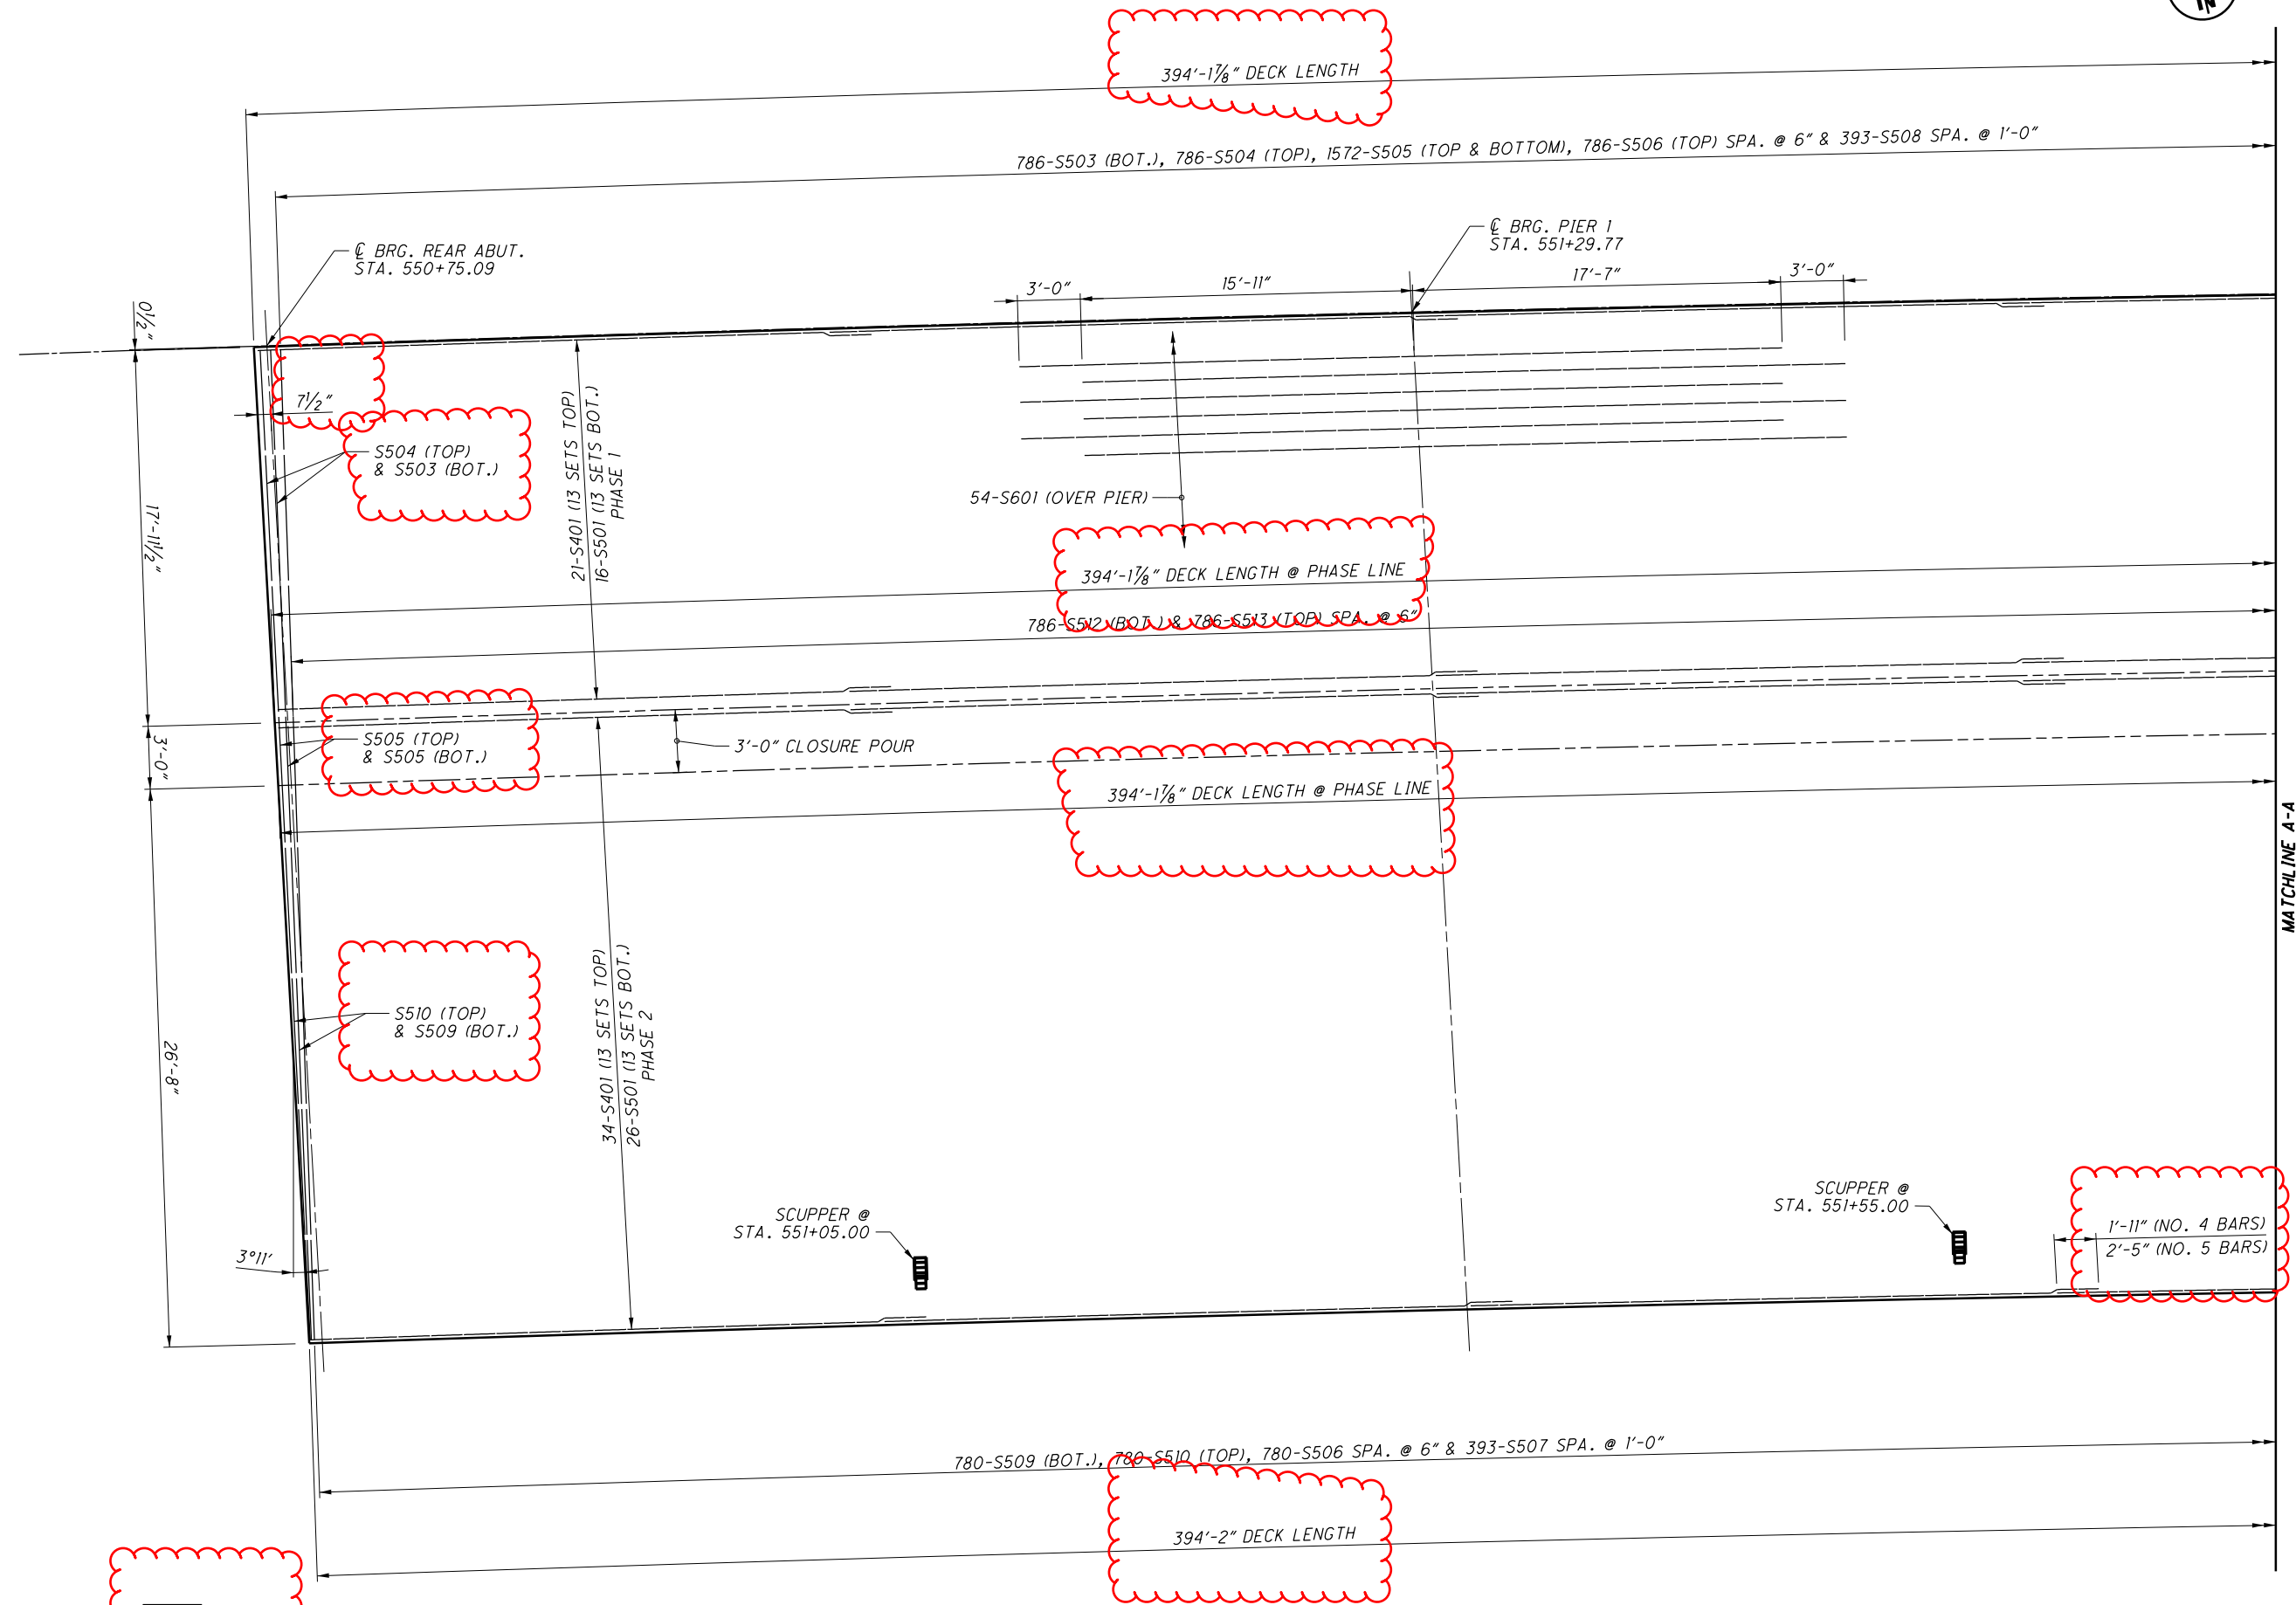 N
394'-1⅞" DECK LENGTH
786-S503 (BOT.), 786-S504 (TOP), 1572-S505 (TOP & BOTTOM), 786-S506 (TOP) SPA. @ 6" & 393-S508 SPA. @ 1'-0"
℄ BRG. REAR ABUT.
STA. 550+75.09
℄ BRG. PIER 1
STA. 551+29.77
3'-0"
15'-11"
17'-7"
3'-0"
0½"
7½"
S504 (TOP)
& S503 (BOT.)
21-S401 (13 SETS TOP)
16-S501 (13 SETS BOT.)
PHASE 1
54-S601 (OVER PIER)
17'-11½"
394'-1⅞" DECK LENGTH @ PHASE LINE
786-S512 (BOT.) & 786-S513 (TOP) SPA. @ 6"
S505 (TOP)
& S505 (BOT.)
3'-0" CLOSURE POUR
3'-0"
394'-1⅞" DECK LENGTH @ PHASE LINE
MATCHLINE A-A
S510 (TOP)
& S509 (BOT.)
34-S401 (13 SETS TOP)
26-S501 (13 SETS BOT.)
PHASE 2
26'-8"
SCUPPER @
STA. 551+05.00
SCUPPER @
STA. 551+55.00
1'-11" (NO. 4 BARS)
2'-5" (NO. 5 BARS)
3°11'
780-S509 (BOT.), 780-S510 (TOP), 780-S506 SPA. @ 6" & 393-S507 SPA. @ 1'-0"
394'-2" DECK LENGTH